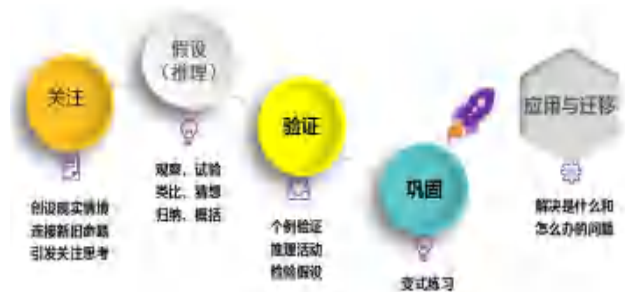 关注
创设现实情境
连接新旧命题
引发关注思考
假设
（推理）
观察、试验
类比、猜想
归纳、概括
验证
个例验证
推理活动
检验假设
巩固
变式练习
应用与迁移
解决是什么和
怎么办的问题